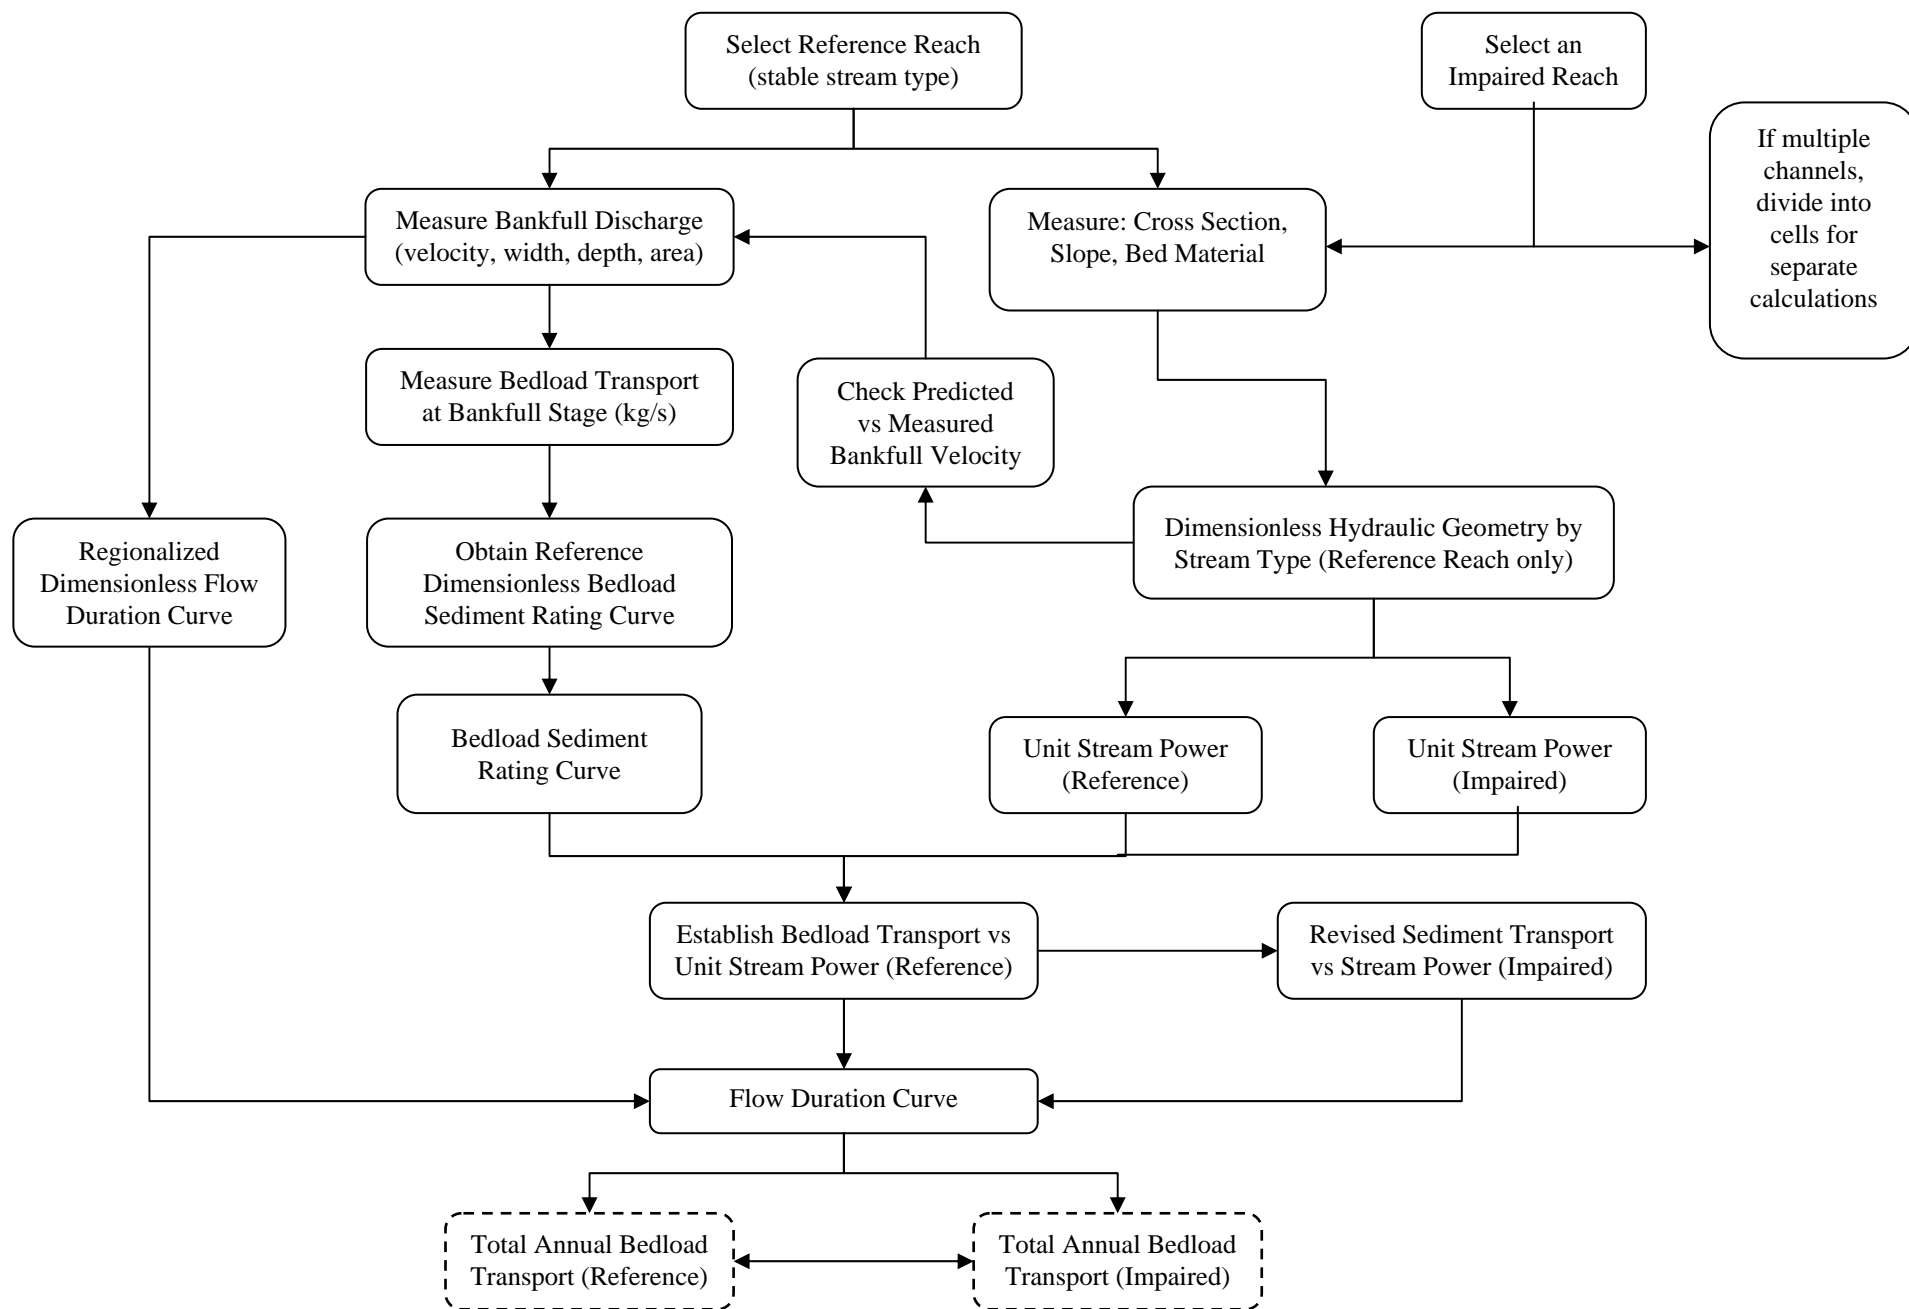 Select Reference Reach
(stable stream type)
Select an
Impaired Reach
If multiple
channels,
divide into
cells for
separate
calculations
Measure Bankfull Discharge
(velocity, width, depth, area)
Measure: Cross Section,
Slope, Bed Material
Measure Bedload Transport
at Bankfull Stage (kg/s)
Check Predicted
vs Measured
Bankfull Velocity
Regionalized
Dimensionless Flow
Duration Curve
Obtain Reference
Dimensionless Bedload
Sediment Rating Curve
Dimensionless Hydraulic Geometry by
Stream Type (Reference Reach only)
Bedload Sediment
Rating Curve
Unit Stream Power
(Reference)
Unit Stream Power
(Impaired)
Establish Bedload Transport vs
Unit Stream Power (Reference)
Revised Sediment Transport
vs Stream Power (Impaired)
Flow Duration Curve
Total Annual Bedload
Transport (Reference)
Total Annual Bedload
Transport (Impaired)